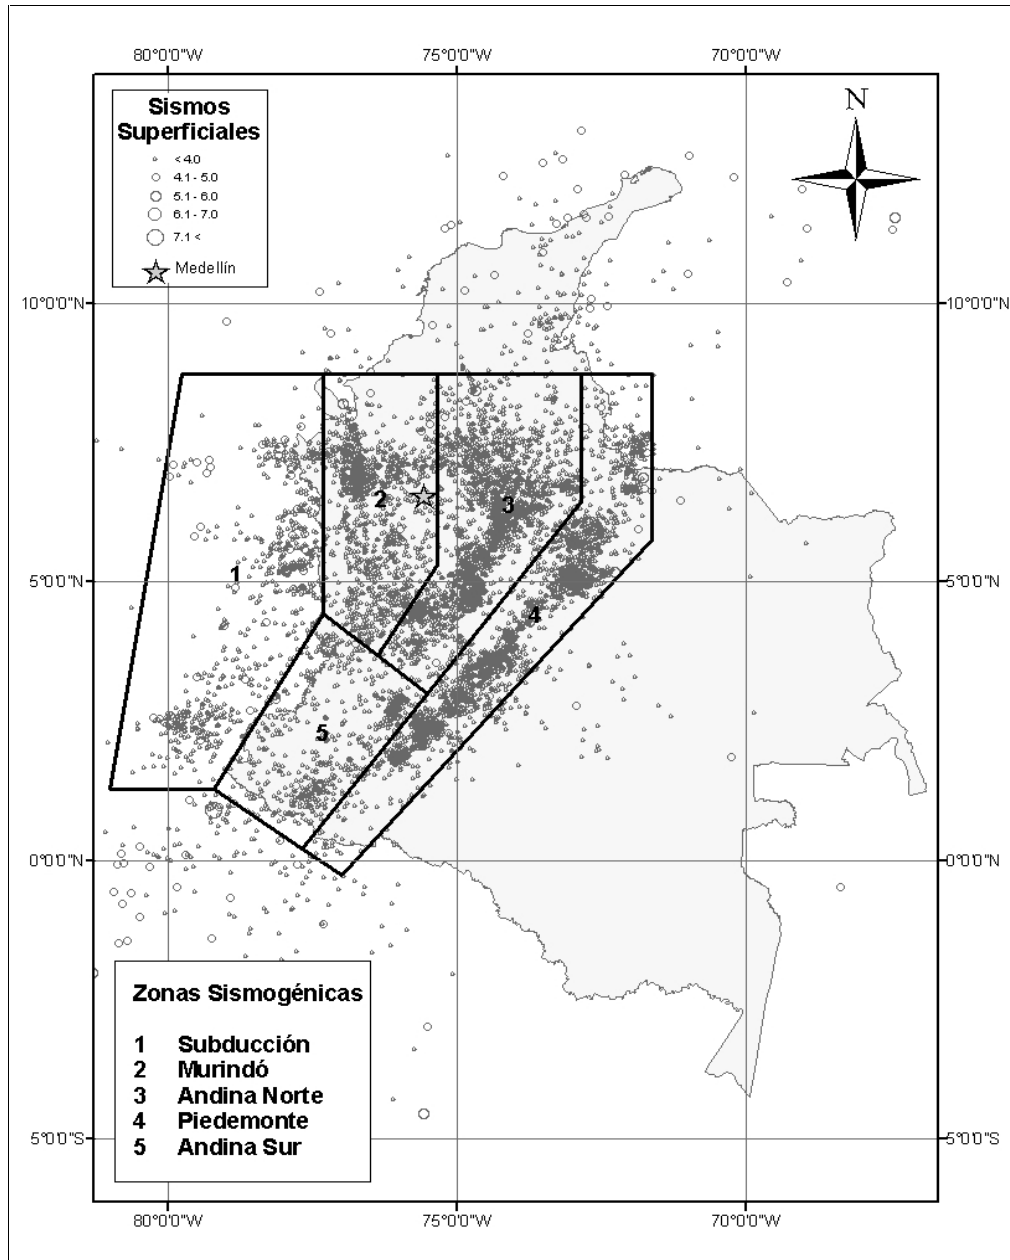 80°0'0"W 75°0'0"W 70°0'0"W
Sismos
Superficiales
< 4.0
4.1 - 5.0
5.1 - 6.0
6.1 - 7.0
7.1 <
Medellín
N
10°0'0"N 10°0'0"N
2
3
1
5°0'0"N 5°0'0"N
4
5
0°0'0"N 0°0'0"N
Zonas Sismogénicas
1 Subducción
2 Murindó
3 Andina Norte
4 Piedemonte
5 Andina Sur
5°0'0"S 5°0'0"S
80°0'0"W 75°0'0"W 70°0'0"W